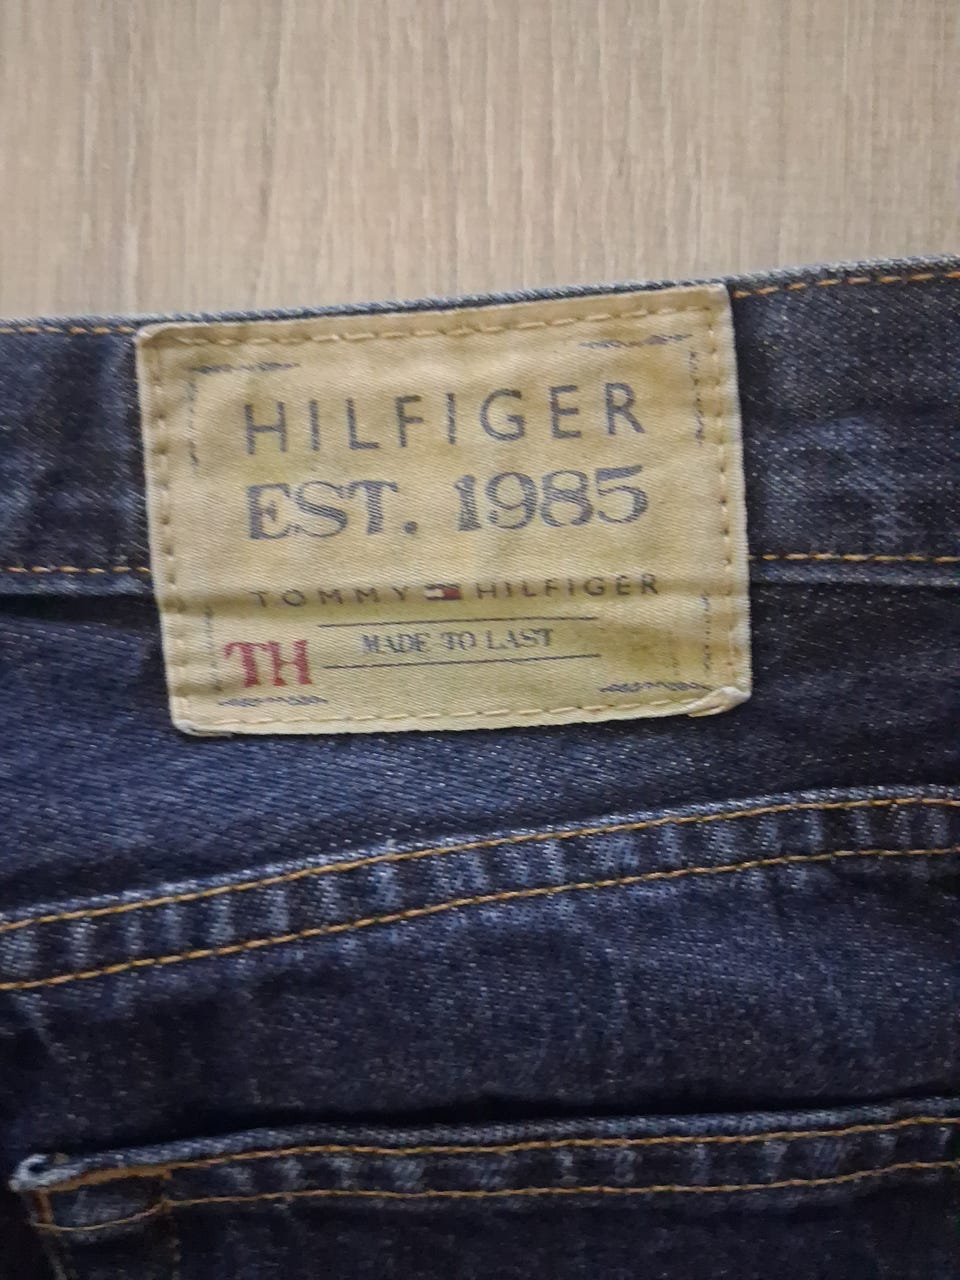 HILFIGER
EST. 1985
TOMMY HILFIGER
TH MADE TO LAST